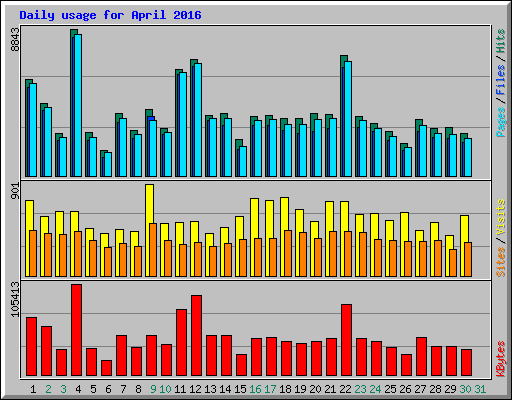 Daily usage for April 2016
8843
Pages / Files / Hits
901
Sites / Visits
105413
KBytes
1 2 3 4 5 6 7 8 9 10 11 12 13 14 15 16 17 18 19 20 21 22 23 24 25 26 27 28 29 30 31